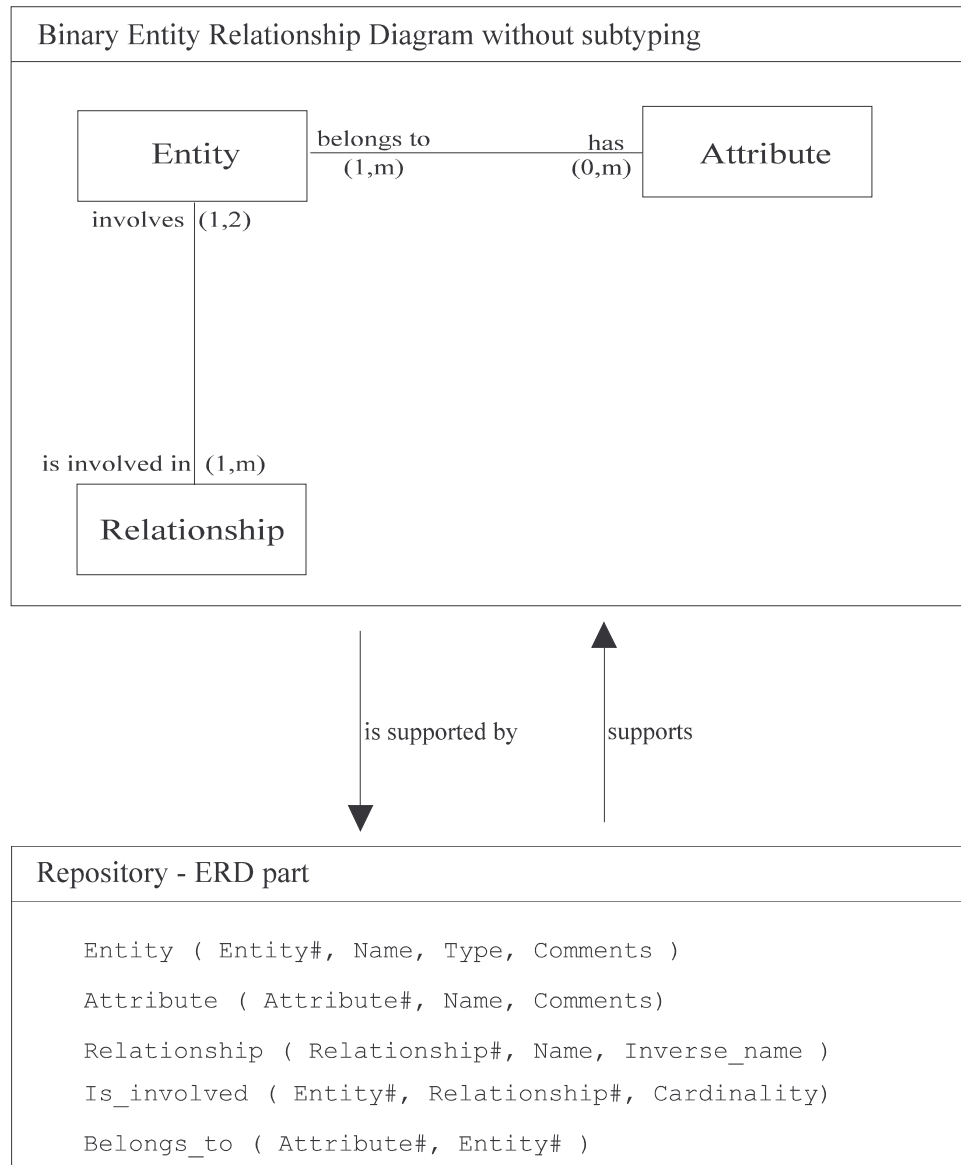 Binary Entity Relationship Diagram without subtyping
Entity
belongs to
(1,m)
has
(0,m)
Attribute
involves (1,2)
is involved in (1,m)
Relationship
is supported by
supports
Repository - ERD part
Entity ( Entity#, Name, Type, Comments )
Attribute ( Attribute#, Name, Comments)
Relationship ( Relationship#, Name, Inverse_name )
Is_involved ( Entity#, Relationship#, Cardinality)
Belongs_to ( Attribute#, Entity# )